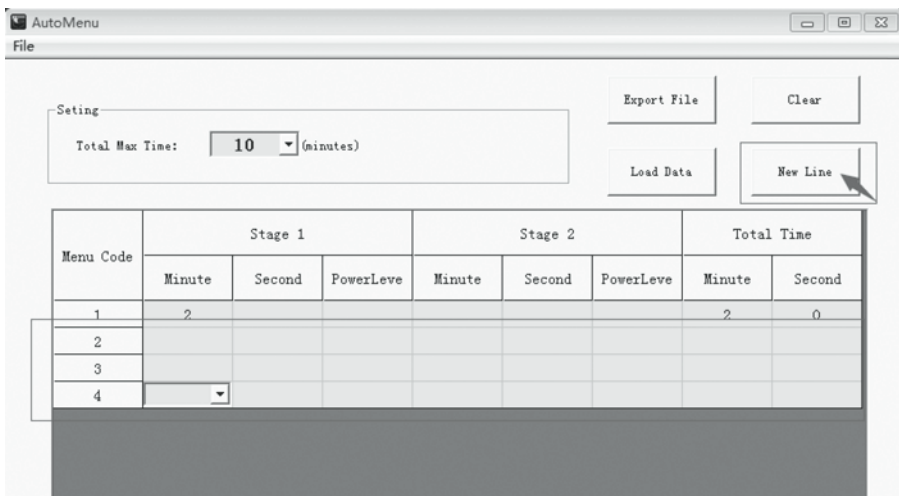 AutoMenu
File
Seting
Total Max Time: 10 (minutes)
Export File
Clear
Load Data
New Line
Menu Code Stage 1 Stage 2 Total Time
Minute Second PowerLeve Minute Second PowerLeve Minute Second
1 2 2 0
2
3
4